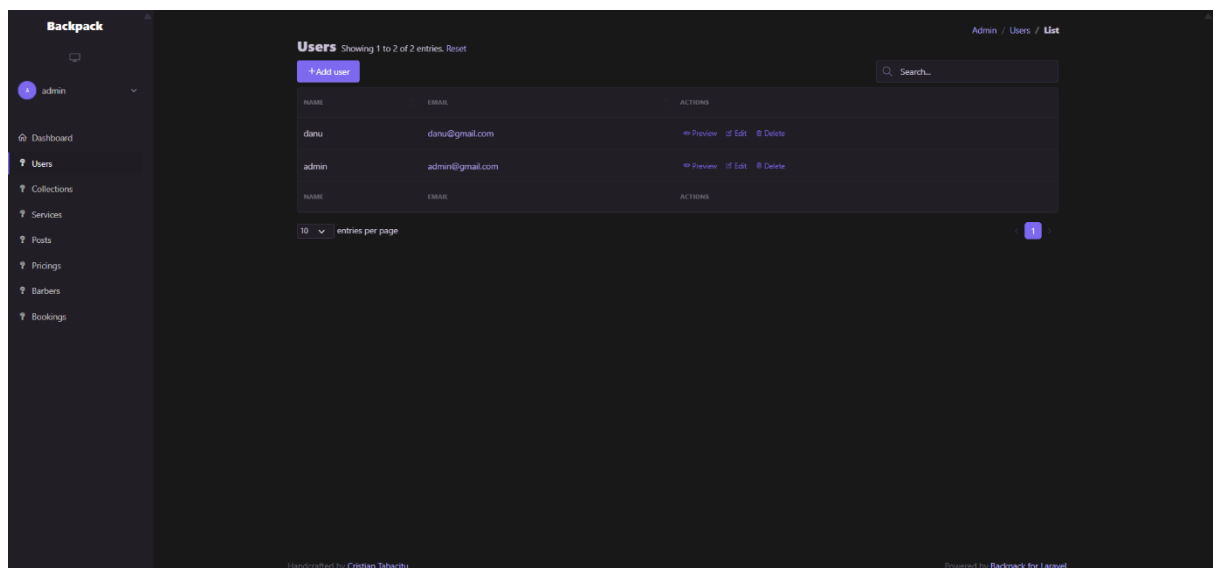 Backpack
admin
Dashboard
Users
Collections
Services
Posts
Pricings
Barbers
Bookings
Admin / Users / List
Users Showing 1 to 2 of 2 entries. Reset
+Add user
Search...
NAME EMAIL ACTIONS
danu danu@gmail.com Preview Edit Delete
admin admin@gmail.com Preview Edit Delete
NAME EMAIL ACTIONS
10 entries per page
1
Handcrafted by Cristian Tabacitu
Powered by Backpack for Laravel